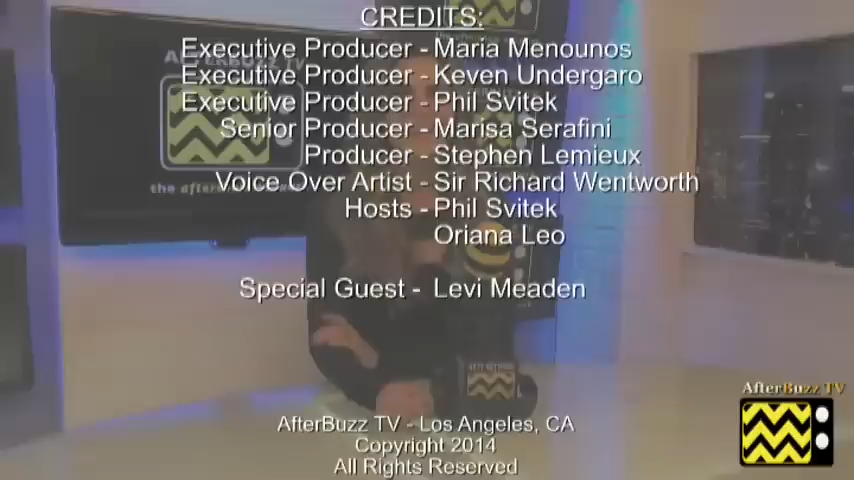 CREDITS:
Executive Producer - Maria Menounos
Executive Producer - Keven Undergaro
Executive Producer - Phil Svitek
Senior Producer - Marisa Serafini
Producer - Stephen Lemieux
Voice Over Artist - Sir Richard Wentworth
Hosts - Phil Svitek
Oriana Leo
Special Guest - Levi Meaden
AfterBuzz TV - Los Angeles, CA
Copyright 2014
All Rights Reserved
AfterBuzz TV
AFTERBUZZ TV